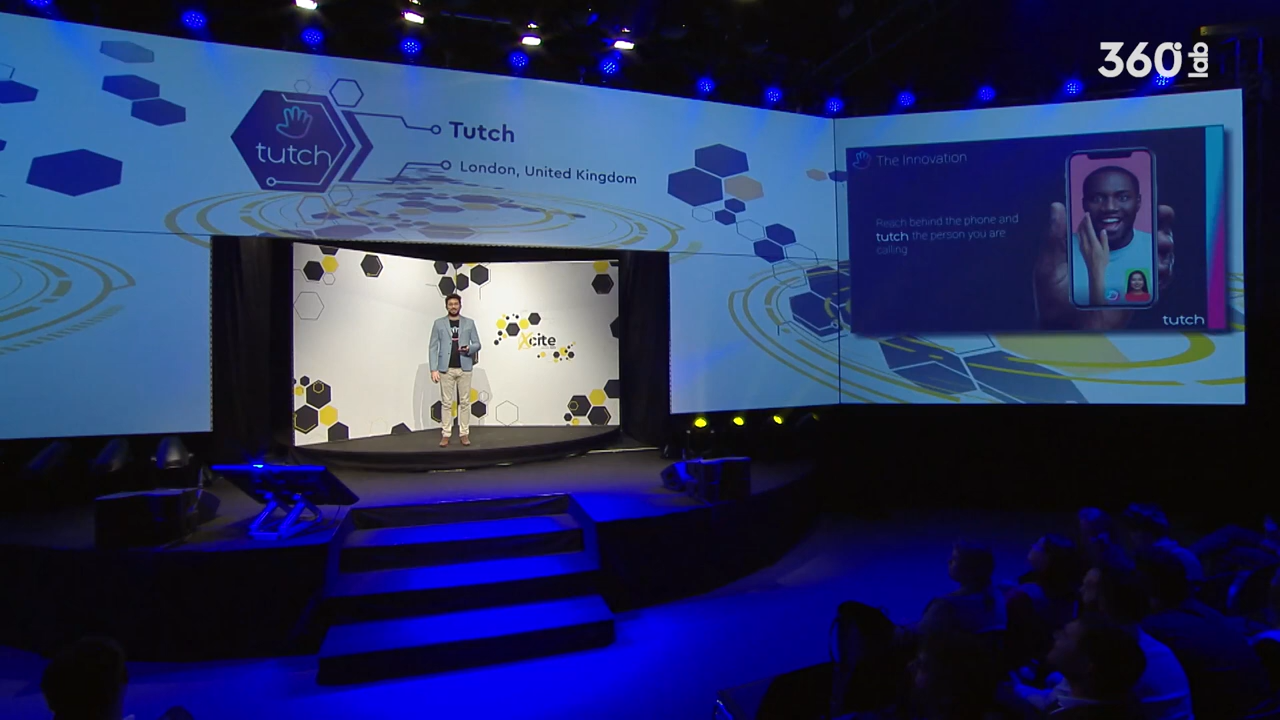 360° lab
Tutch
tutch
London, United Kingdom
The Innovation
Reach behind the phone and
tutch the person you are
calling
tutch
Xcite